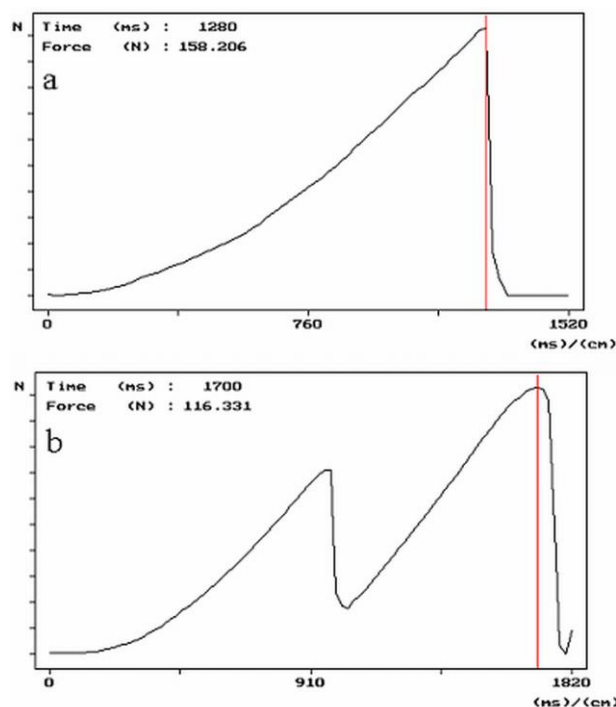 N Time (ms) : 1280
Force (N) : 158.206
a
0 760 1520
(ms)/(cm)
N Time (ms) : 1700
Force (N) : 116.331
b
0 910 1820
(ms)/(cm)